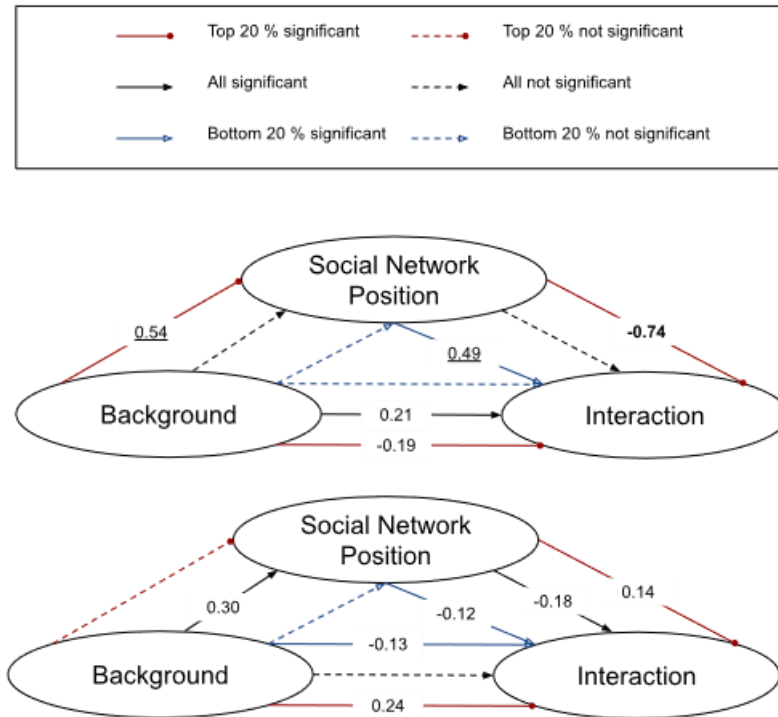 Top 20 % significant
Top 20 % not significant
All significant
All not significant
Bottom 20 % significant
Bottom 20 % not significant
Social Network
Position
0.54
-0.74
0.49
Background
Interaction
0.21
-0.19
Social Network
Position
0.30
-0.18
0.14
-0.12
-0.13
Background
Interaction
0.24